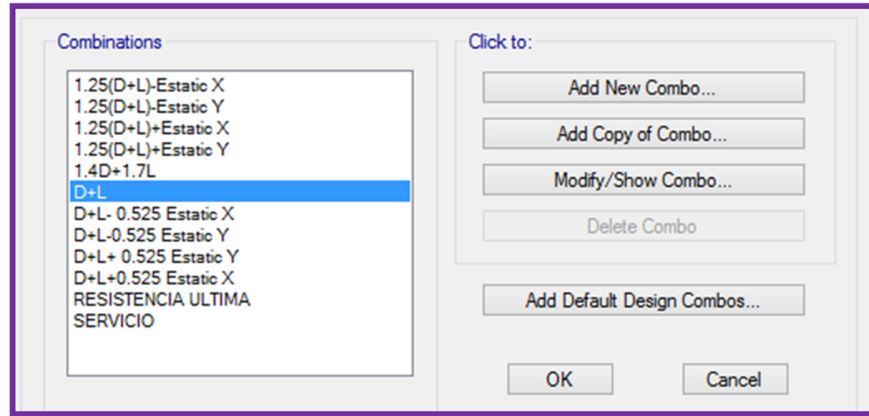 Combinations
1.25(D+L)-Estatic X
1.25(D+L)-Estatic Y
1.25(D+L)+Estatic X
1.25(D+L)+Estatic Y
1.4D+1.7L
D+L
D+L- 0.525 Estatic X
D+L-0.525 Estatic Y
D+L+ 0.525 Estatic Y
D+L+0.525 Estatic X
RESISTENCIA ULTIMA
SERVICIO
Click to:
Add New Combo...
Add Copy of Combo...
Modify/Show Combo...
Delete Combo
Add Default Design Combos...
OK
Cancel